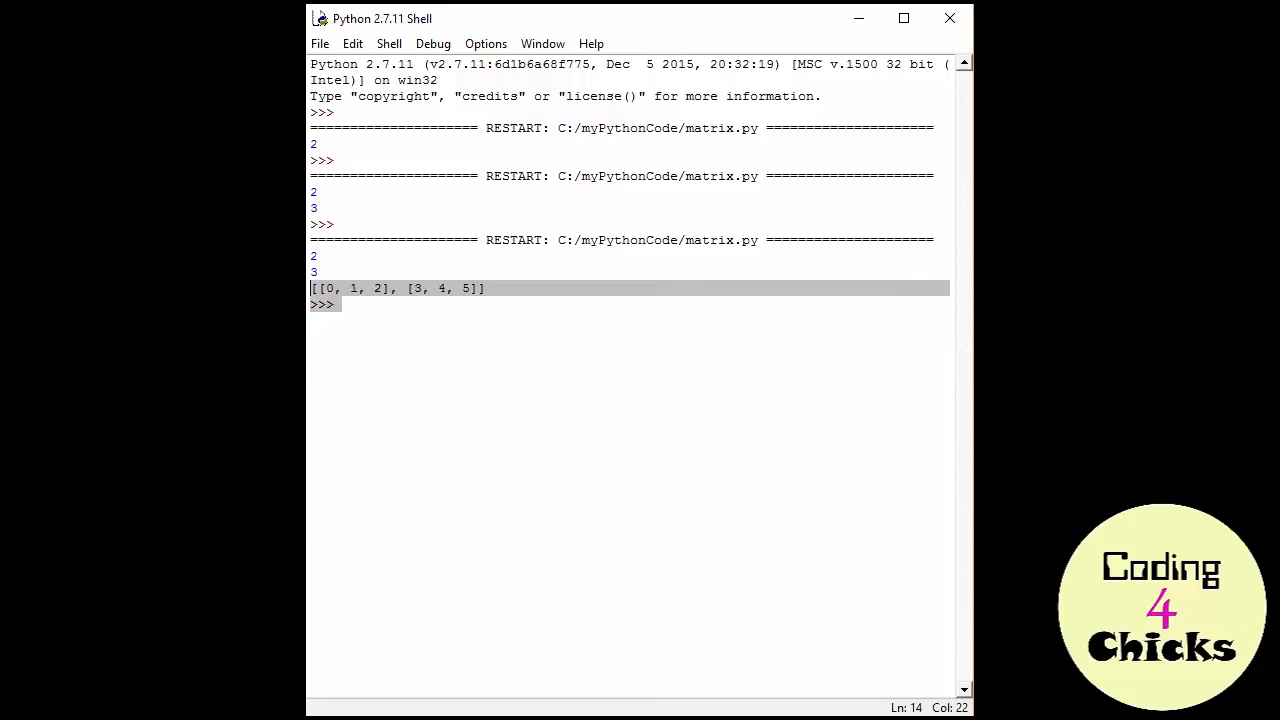 Python 2.7.11 Shell
File Edit Shell Debug Options Window Help
Python 2.7.11 (v2.7.11:6d1b6a68f775, Dec  5 2015, 20:32:19) [MSC v.1500 32 bit (
Intel)] on win32
Type "copyright", "credits" or "license()" for more information.
>>>
===================== RESTART: C:/myPythonCode/matrix.py =====================
2
>>>
===================== RESTART: C:/myPythonCode/matrix.py =====================
2
3
>>>
===================== RESTART: C:/myPythonCode/matrix.py =====================
2
3
[[0, 1, 2], [3, 4, 5]]
>>>
Ln: 14 Col: 22
Coding
4
Chicks